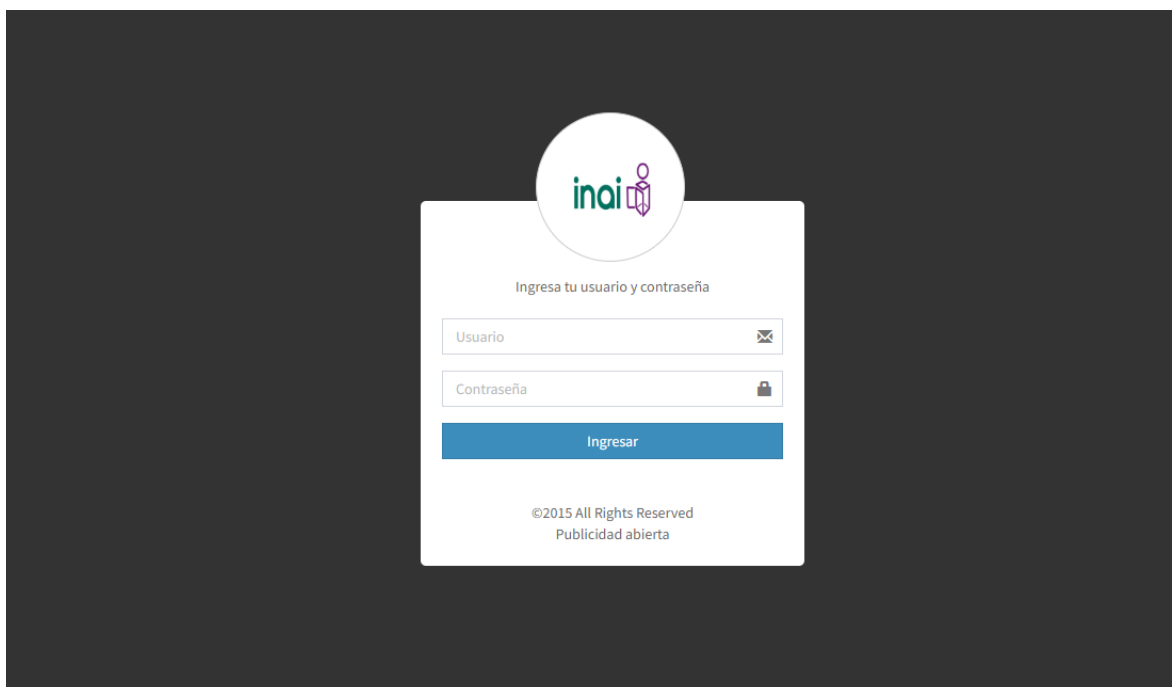 inai
Ingresa tu usuario y contraseña
Usuario
Contraseña
Ingresar
©2015 All Rights Reserved
Publicidad abierta